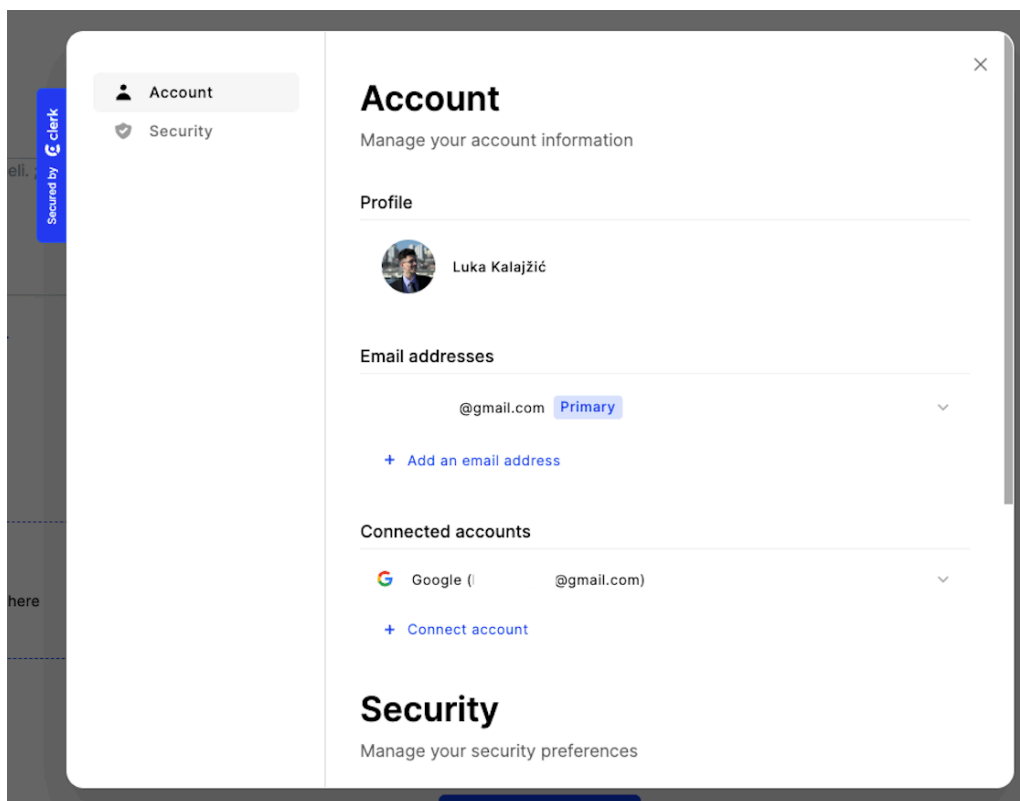 Account
Security
Secured by clerk
eli.
here
Account
Manage your account information
Profile
Luka Kalajžić
Email addresses
@gmail.com Primary
+ Add an email address
Connected accounts
Google ( @gmail.com)
+ Connect account
Security
Manage your security preferences